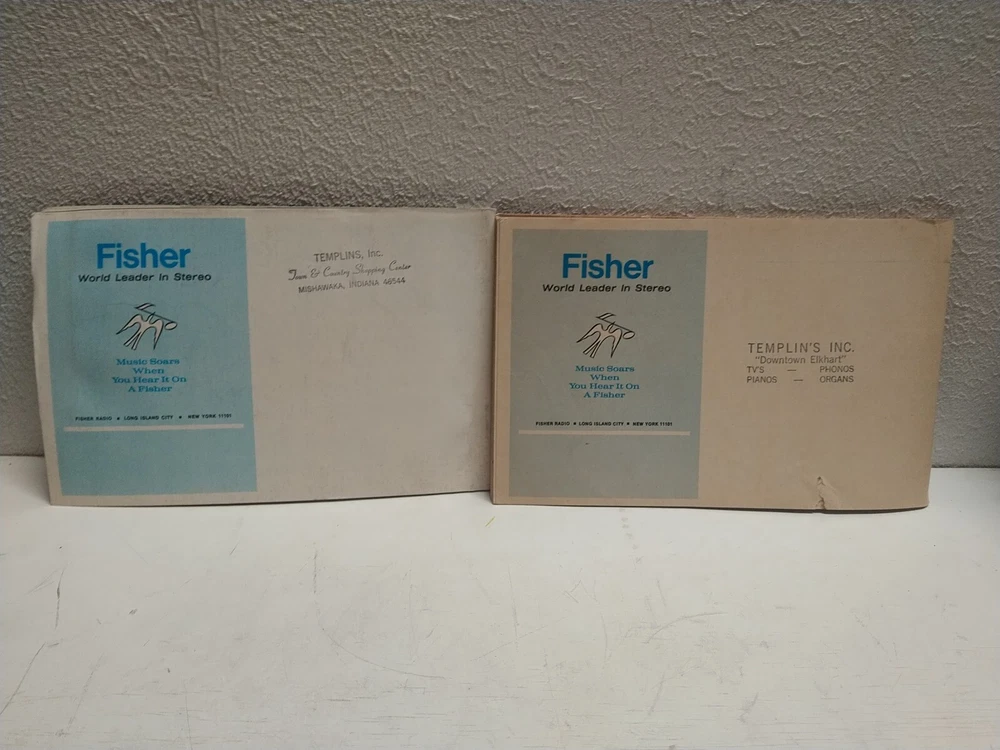 Fisher
World Leader In Stereo
Music Soars
When
You Hear It On
A Fisher
FISHER RADIO ★ LONG ISLAND CITY ★ NEW YORK 11101
TEMPLINS, Inc.
Town & Country Shopping Center
MISHAWAKA, INDIANA 46544
Fisher
World Leader In Stereo
Music Soars
When
You Hear It On
A Fisher
FISHER RADIO ★ LONG ISLAND CITY ★ NEW YORK 11101
TEMPLIN'S INC.
"Downtown Elkhart"
TV'S — PHONOS
PIANOS — ORGANS